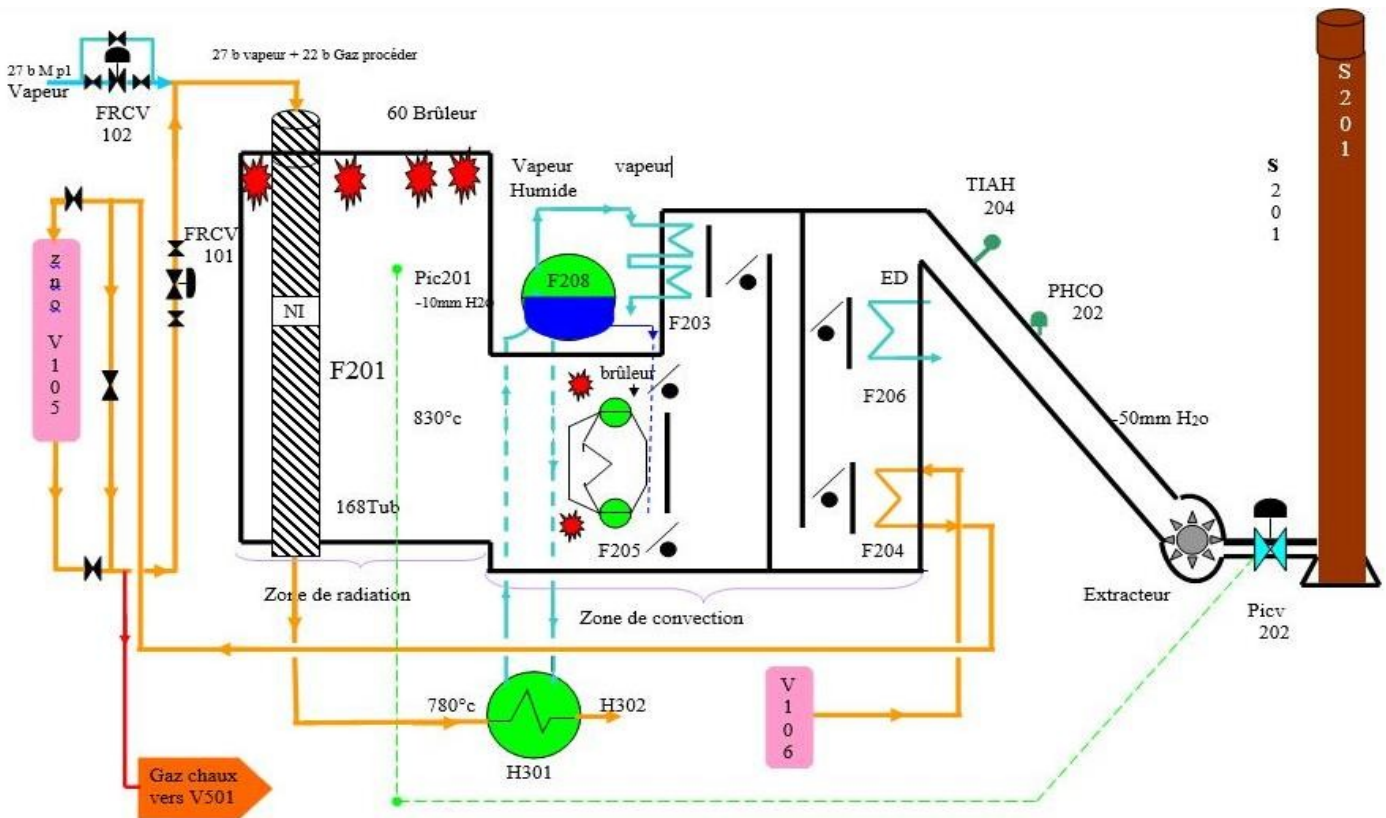 27 b M p1
Vapeur
FRCV
102
27 b vapeur + 22 b Gaz procéder
60 Brûleur
Vapeur
Humide
vapeur
S
2
0
1
S
2
0
1
TIAH
204
PHCO
202
FRCV
101
zno
V
1
0
5
NI
F201
Pic201
-10mm H2o
F208
F203
ED
F206
brûleur
830°c
-50mm H2o
168Tub
F205
F204
Zone de radiation
Zone de convection
Extracteur
Picv
202
780°c
H302
H301
V
1
0
6
Gaz chaux
vers V501